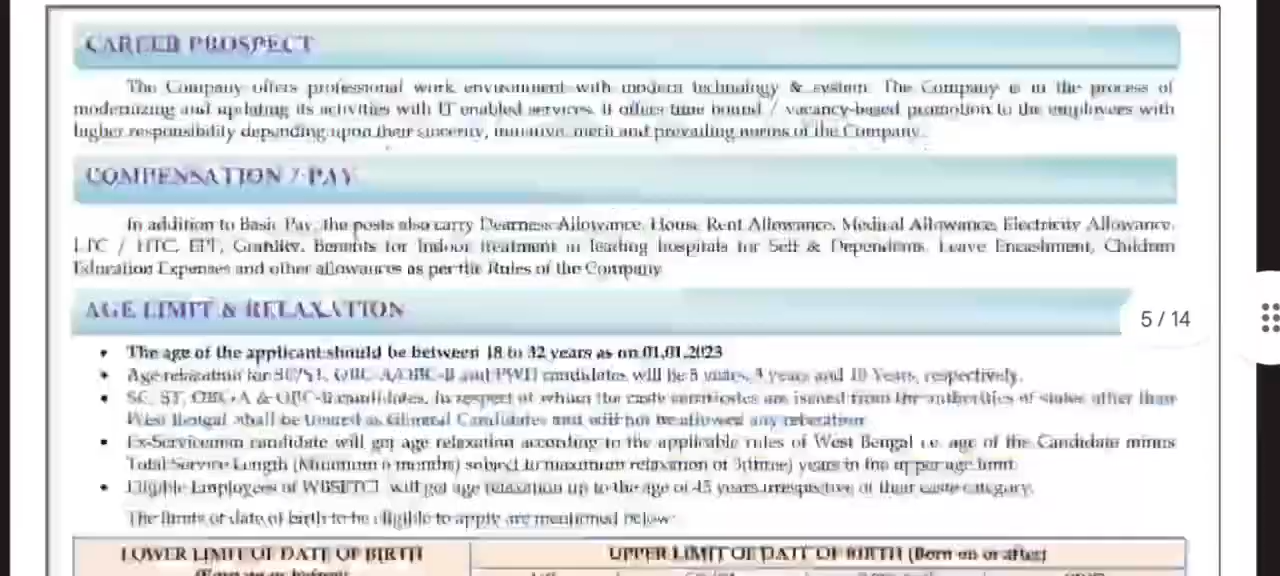 CAREER PROSPECT
The Company offers professional work environment with modern technology & system. The Company is in the process of
modernizing and updating its activities with IT enabled services. It offers time bound / vacancy-based promotion to the employees with
higher responsibility depending upon their sincerity, initiative, merit and prevailing norms of the Company.
COMPENSATION / PAY
In addition to Basic Pay, the posts also carry Dearness Allowance, House Rent Allowance, Medical Allowance, Electricity Allowance,
LTC / HTC, EPF, Gratuity, Benefits for Indoor treatment in leading hospitals for Self & Dependents, Leave Encashment, Children
Education Expenses and other allowances as per the Rules of the Company
AGE LIMIT & RELAXATION
5 / 14
• The age of the applicant should be between 18 to 32 years as on 01.01.2023
• Age relaxation for SC/ST, OBC-A/OBC-B and PWD candidates will be 5 years, 3 years and 10 Years, respectively.
• SC, ST, OBC-A & OBC-B candidates, in respect of whom the caste certificates are issued from the authorities of states other than
West Bengal shall be treated as General Candidates and will not be allowed any relaxation
• Ex-Serviceman candidate will get age relaxation according to the applicable rules of West Bengal i.e. age of the Candidate minus
Total Service Length (Minimum 6 months) subject to maximum relaxation of 3(three) years in the upper age limit
• Eligible Employees of WBSETCL will get age relaxation up to the age of 45 years irrespective of their caste category.
The limits of date of birth to be eligible to apply are mentioned below:
LOWER LIMIT OF DATE OF BIRTH
UPPER LIMIT OF DATE OF BIRTH (Born on or after)
(Born on or before)